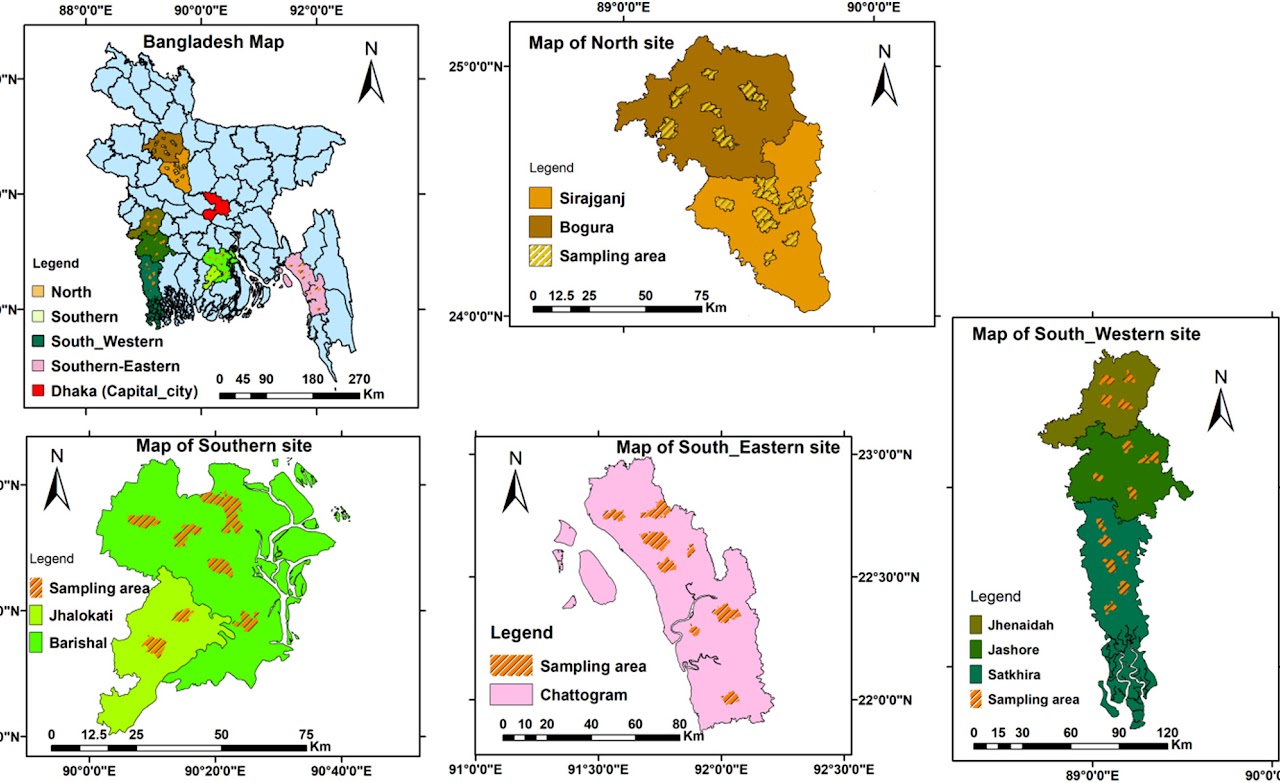 88°0'0"E 90°0'0"E 92°0'0"E
Bangladesh Map
N
0"N
0"N
0"N
Legend
North
Southern
South_Western
Southern-Eastern
Dhaka (Capital_city)
0 45 90 180 270
Km
89°0'0"E 90°0'0"E
Map of North site
N
25°0'0"N
24°0'0"N
Legend
Sirajganj
Bogura
Sampling area
0 12.5 25 50 75
Km
Map of Southern site
N
0"N
0"N
0"N
Legend
Sampling area
Jhalokati
Barishal
0 12.5 25 50 75
Km
90°0'0"E 90°20'0"E 90°40'0"E
Map of South_Eastern site
N
23°0'0"N
22°30'0"N
22°0'0"N
Legend
Sampling area
Chattogram
0 10 20 40 60 80
Km
91°0'0"E 91°30'0"E 92°0'0"E 92°30'0"E
Map of South_Western site
N
Legend
Jhenaidah
Jashore
Satkhira
Sampling area
0 15 30 60 90 120
Km
89°0'0"E 90°0'0